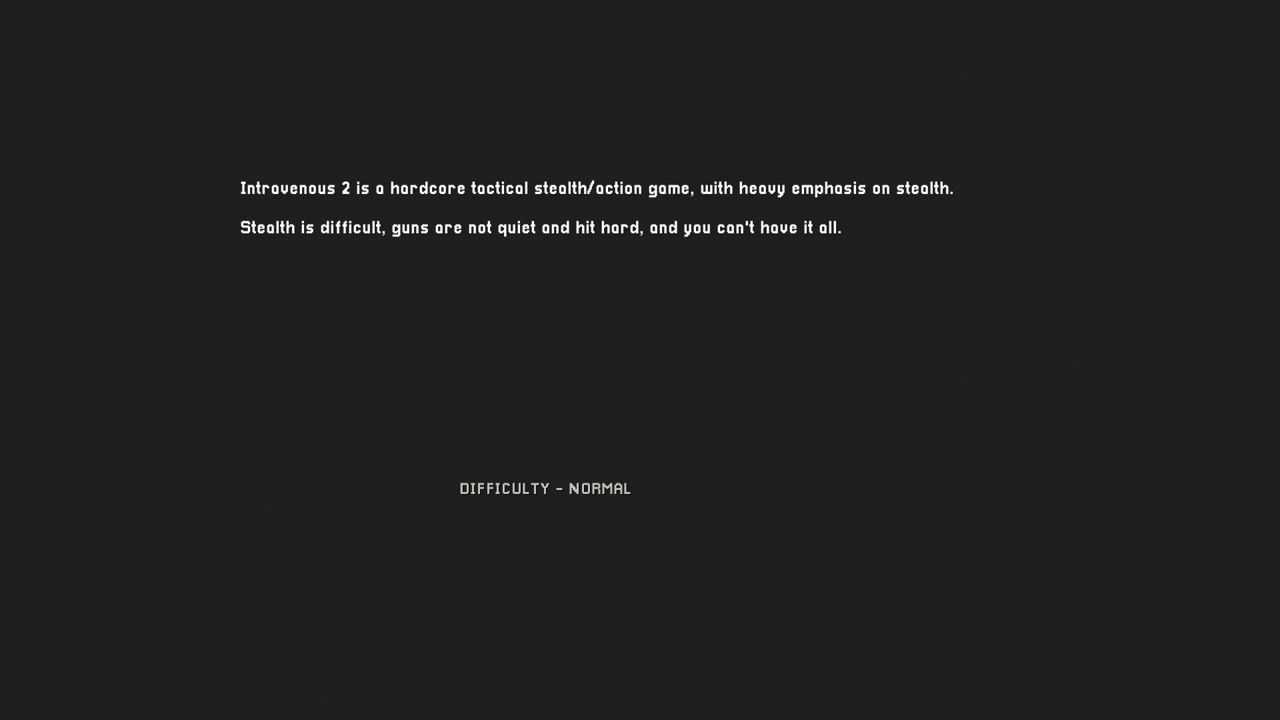 Intravenous 2 is a hardcore tactical stealth/action game, with heavy emphasis on stealth.
Stealth is difficult, guns are not quiet and hit hard, and you can't have it all.
DIFFICULTY - NORMAL